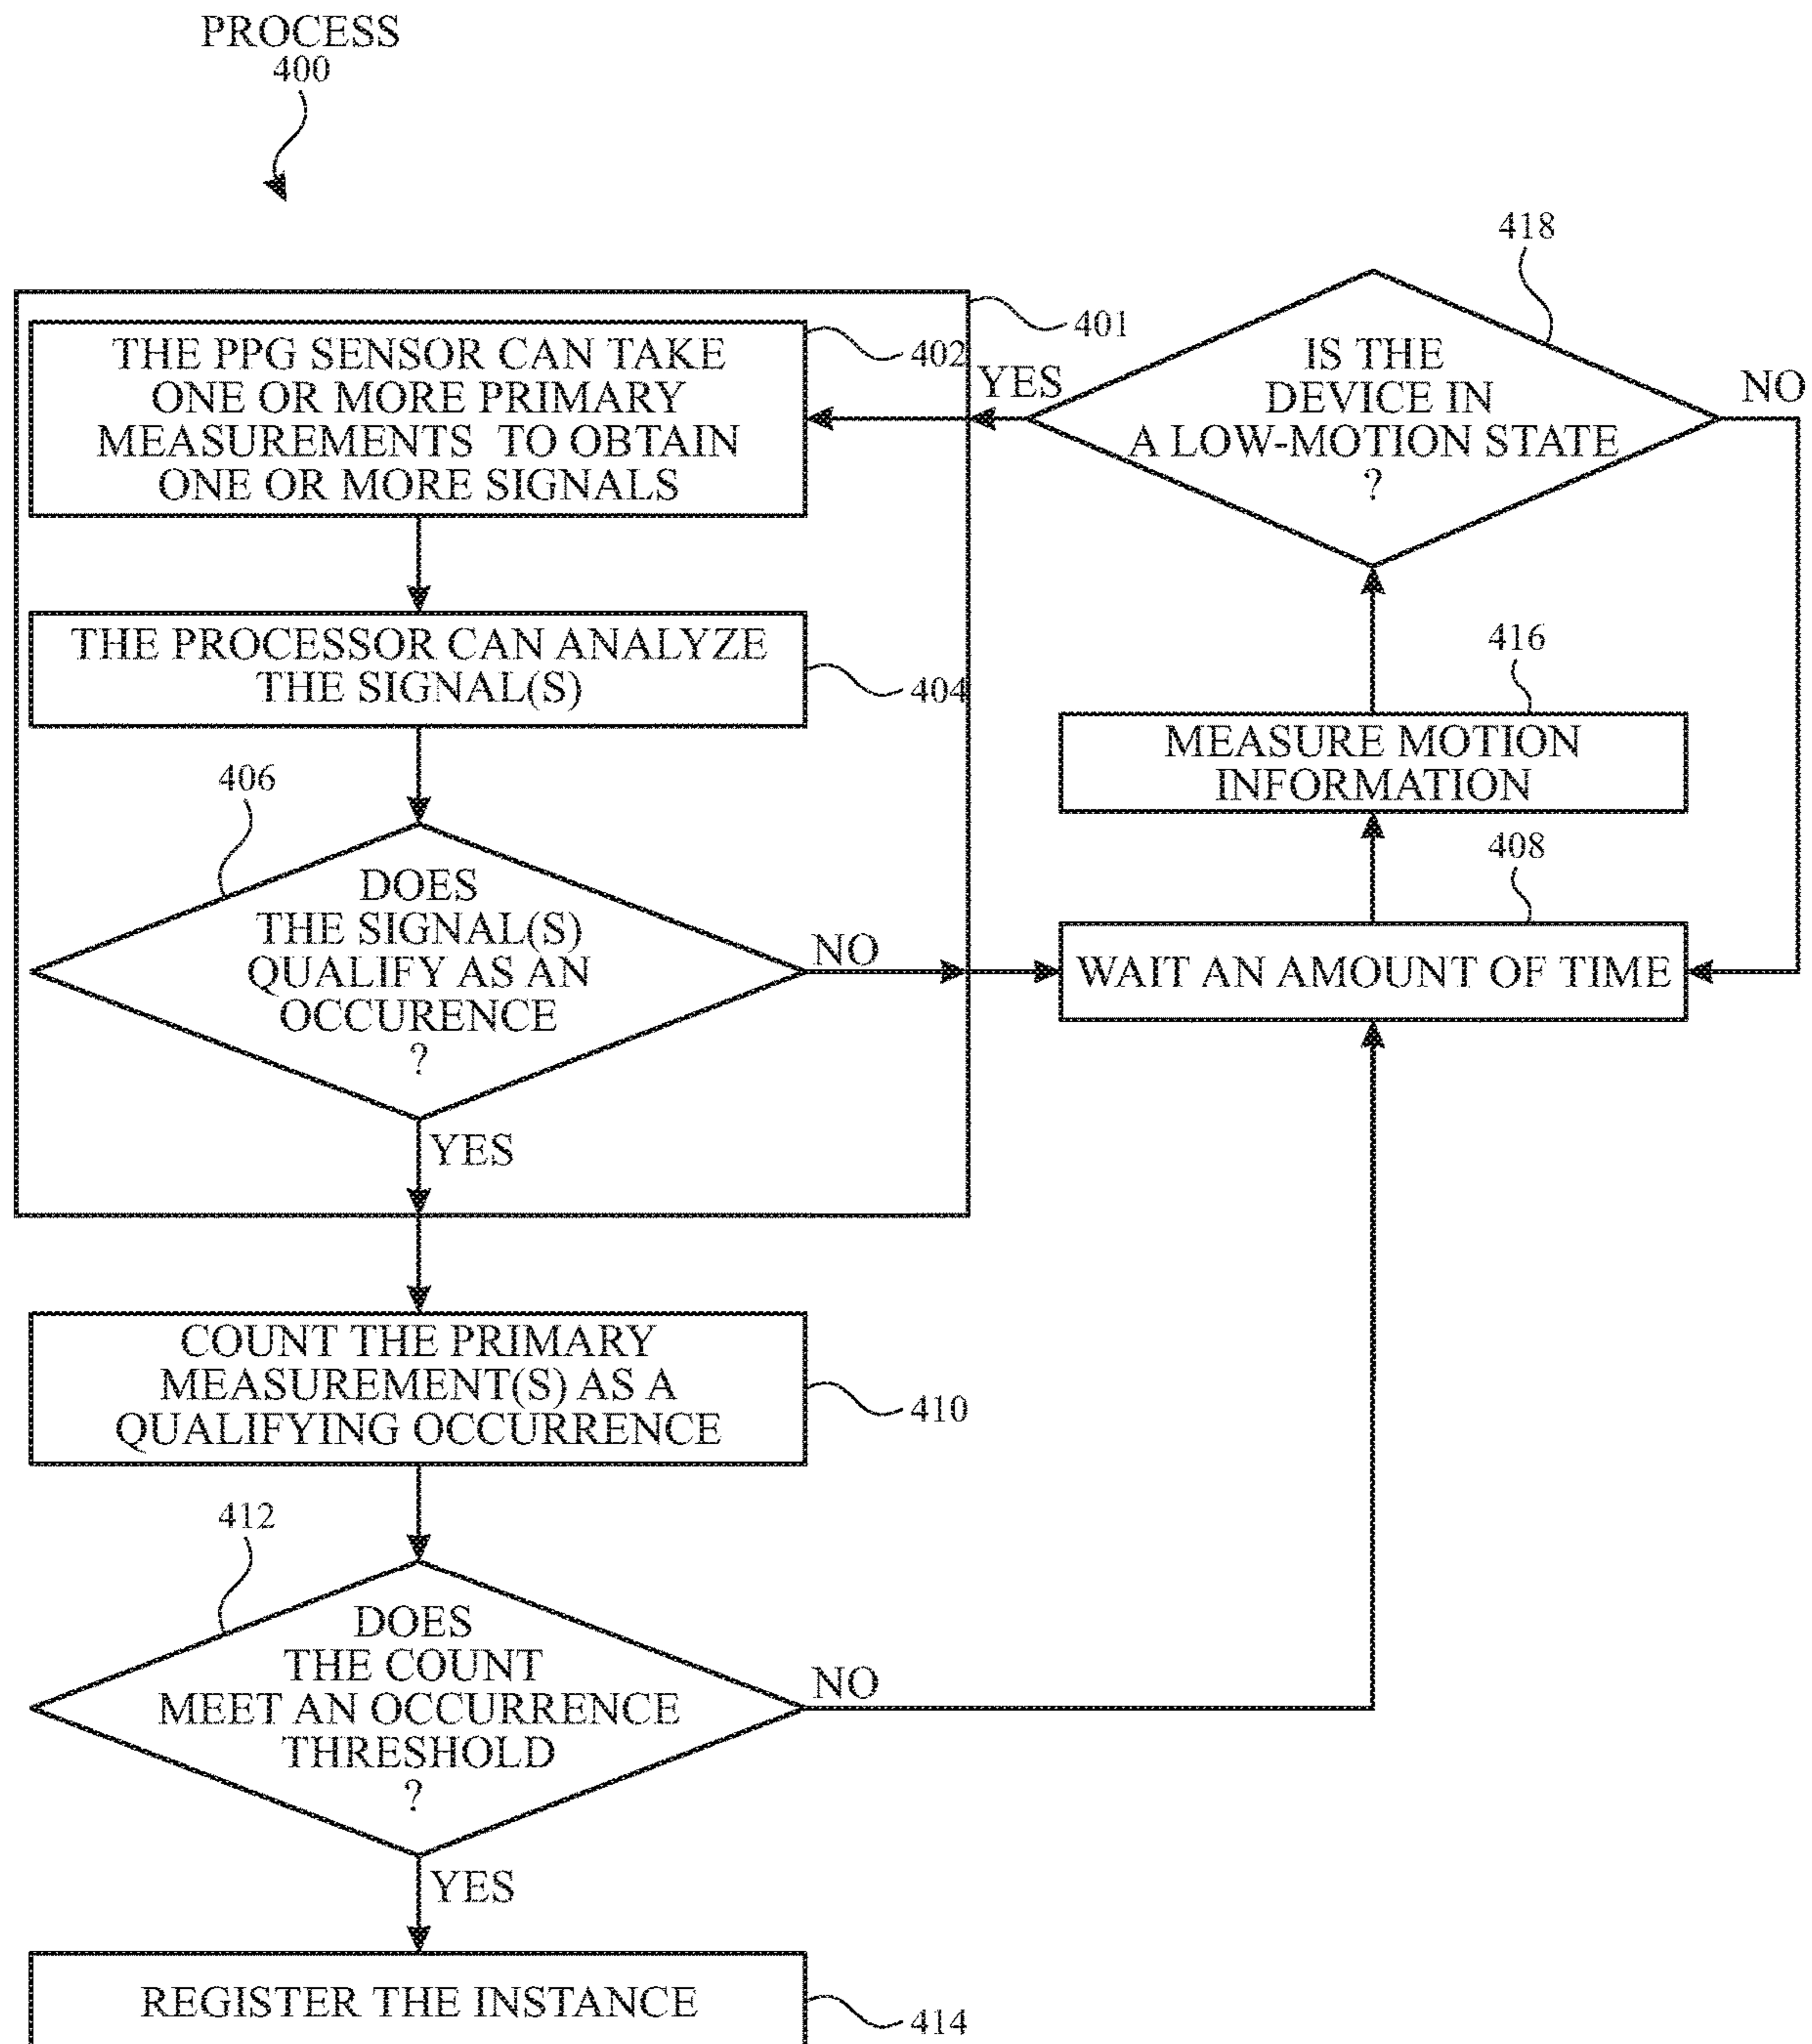 PROCESS
400
418
401
THE PPG SENSOR CAN TAKE
ONE OR MORE PRIMARY
MEASUREMENTS TO OBTAIN
ONE OR MORE SIGNALS
402
YES
IS THE
DEVICE IN
A LOW-MOTION STATE
?
NO
THE PROCESSOR CAN ANALYZE
THE SIGNAL(S)
404
416
MEASURE MOTION
INFORMATION
406
DOES
THE SIGNAL(S)
QUALIFY AS AN
OCCURENCE
?
NO
408
WAIT AN AMOUNT OF TIME
YES
COUNT THE PRIMARY
MEASUREMENT(S) AS A
QUALIFYING OCCURRENCE
410
412
DOES
THE COUNT
MEET AN OCCURRENCE
THRESHOLD
?
NO
YES
REGISTER THE INSTANCE
414